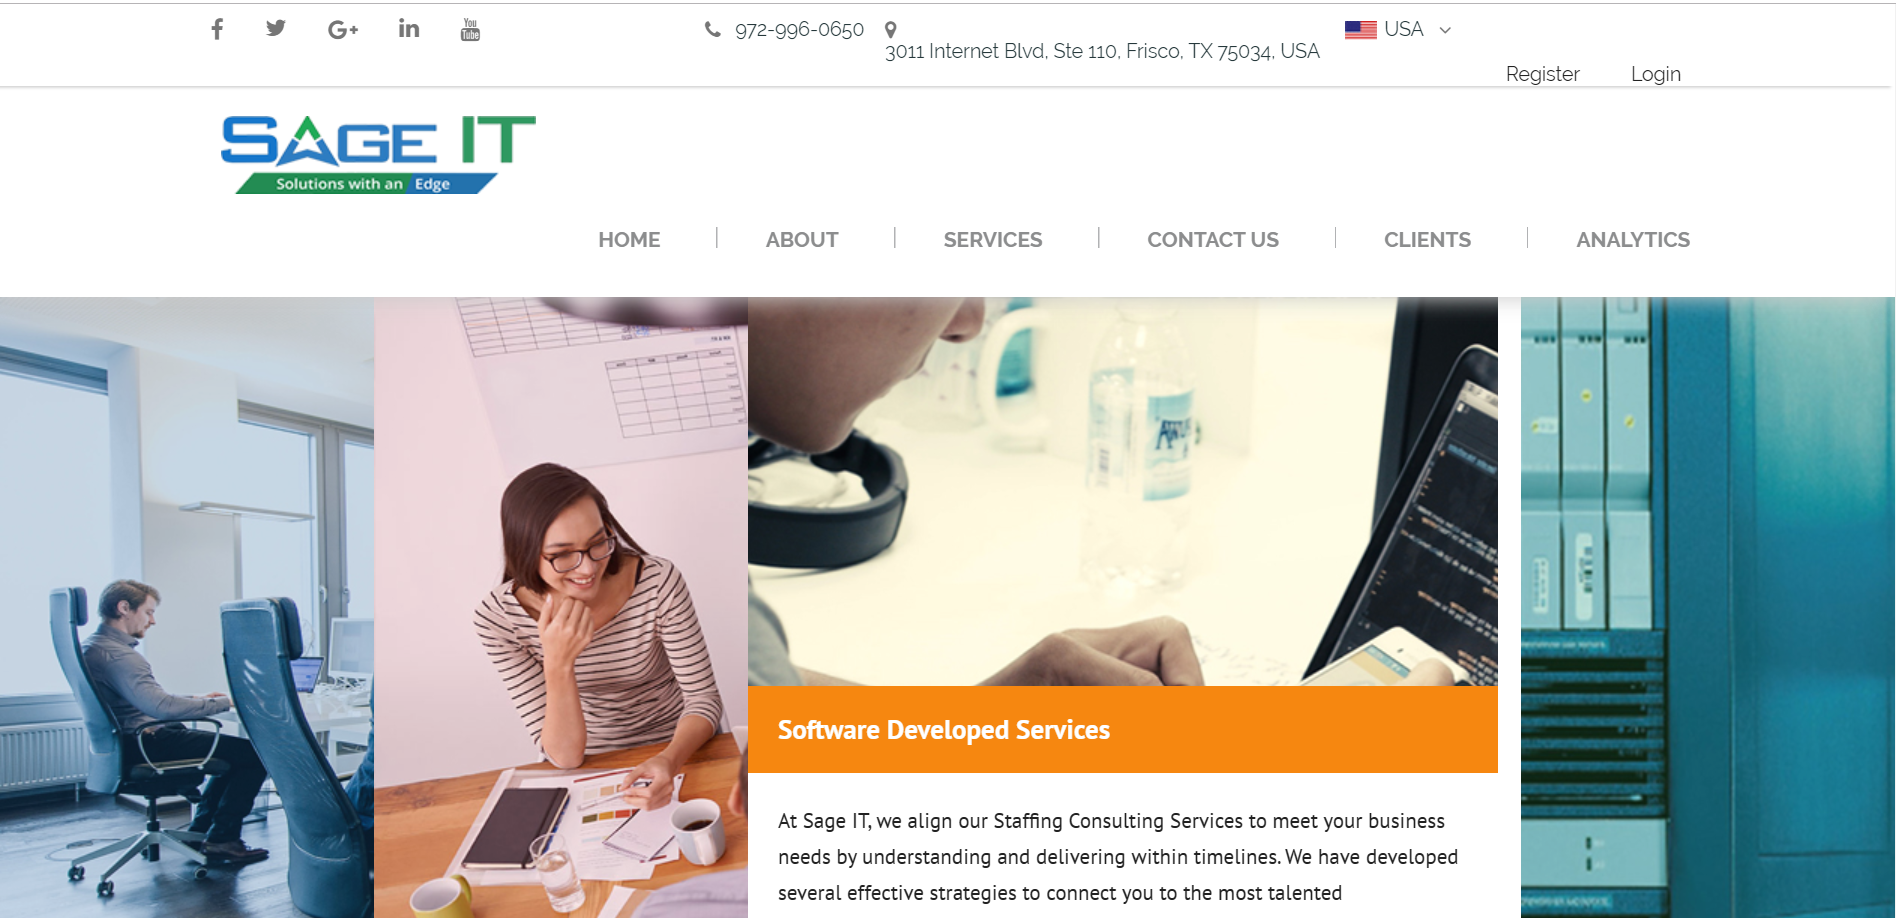 972-996-0650
3011 Internet Blvd, Ste 110, Frisco, TX 75034, USA
USA
Register Login
SAGE IT
Solutions with an Edge
HOME ABOUT SERVICES CONTACT US CLIENTS ANALYTICS
Software Developed Services
At Sage IT, we align our Staffing Consulting Services to meet your business
needs by understanding and delivering within timelines. We have developed
several effective strategies to connect you to the most talented